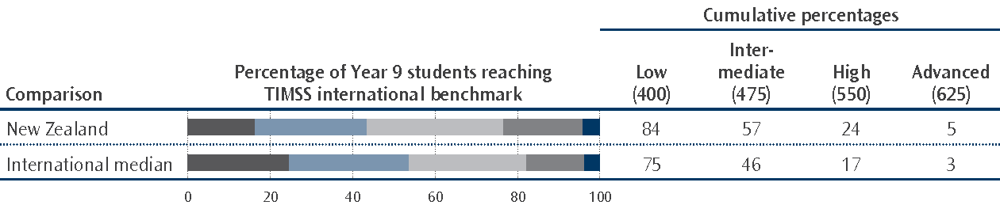 Cumulative percentages
Comparison
Percentage of Year 9 students reaching
TIMSS international benchmark
Low
(400)
Inter-
mediate
(475)
High
(550)
Advanced
(625)
New Zealand 84 57 24 5
International median 75 46 17 3
0 20 40 60 80 100